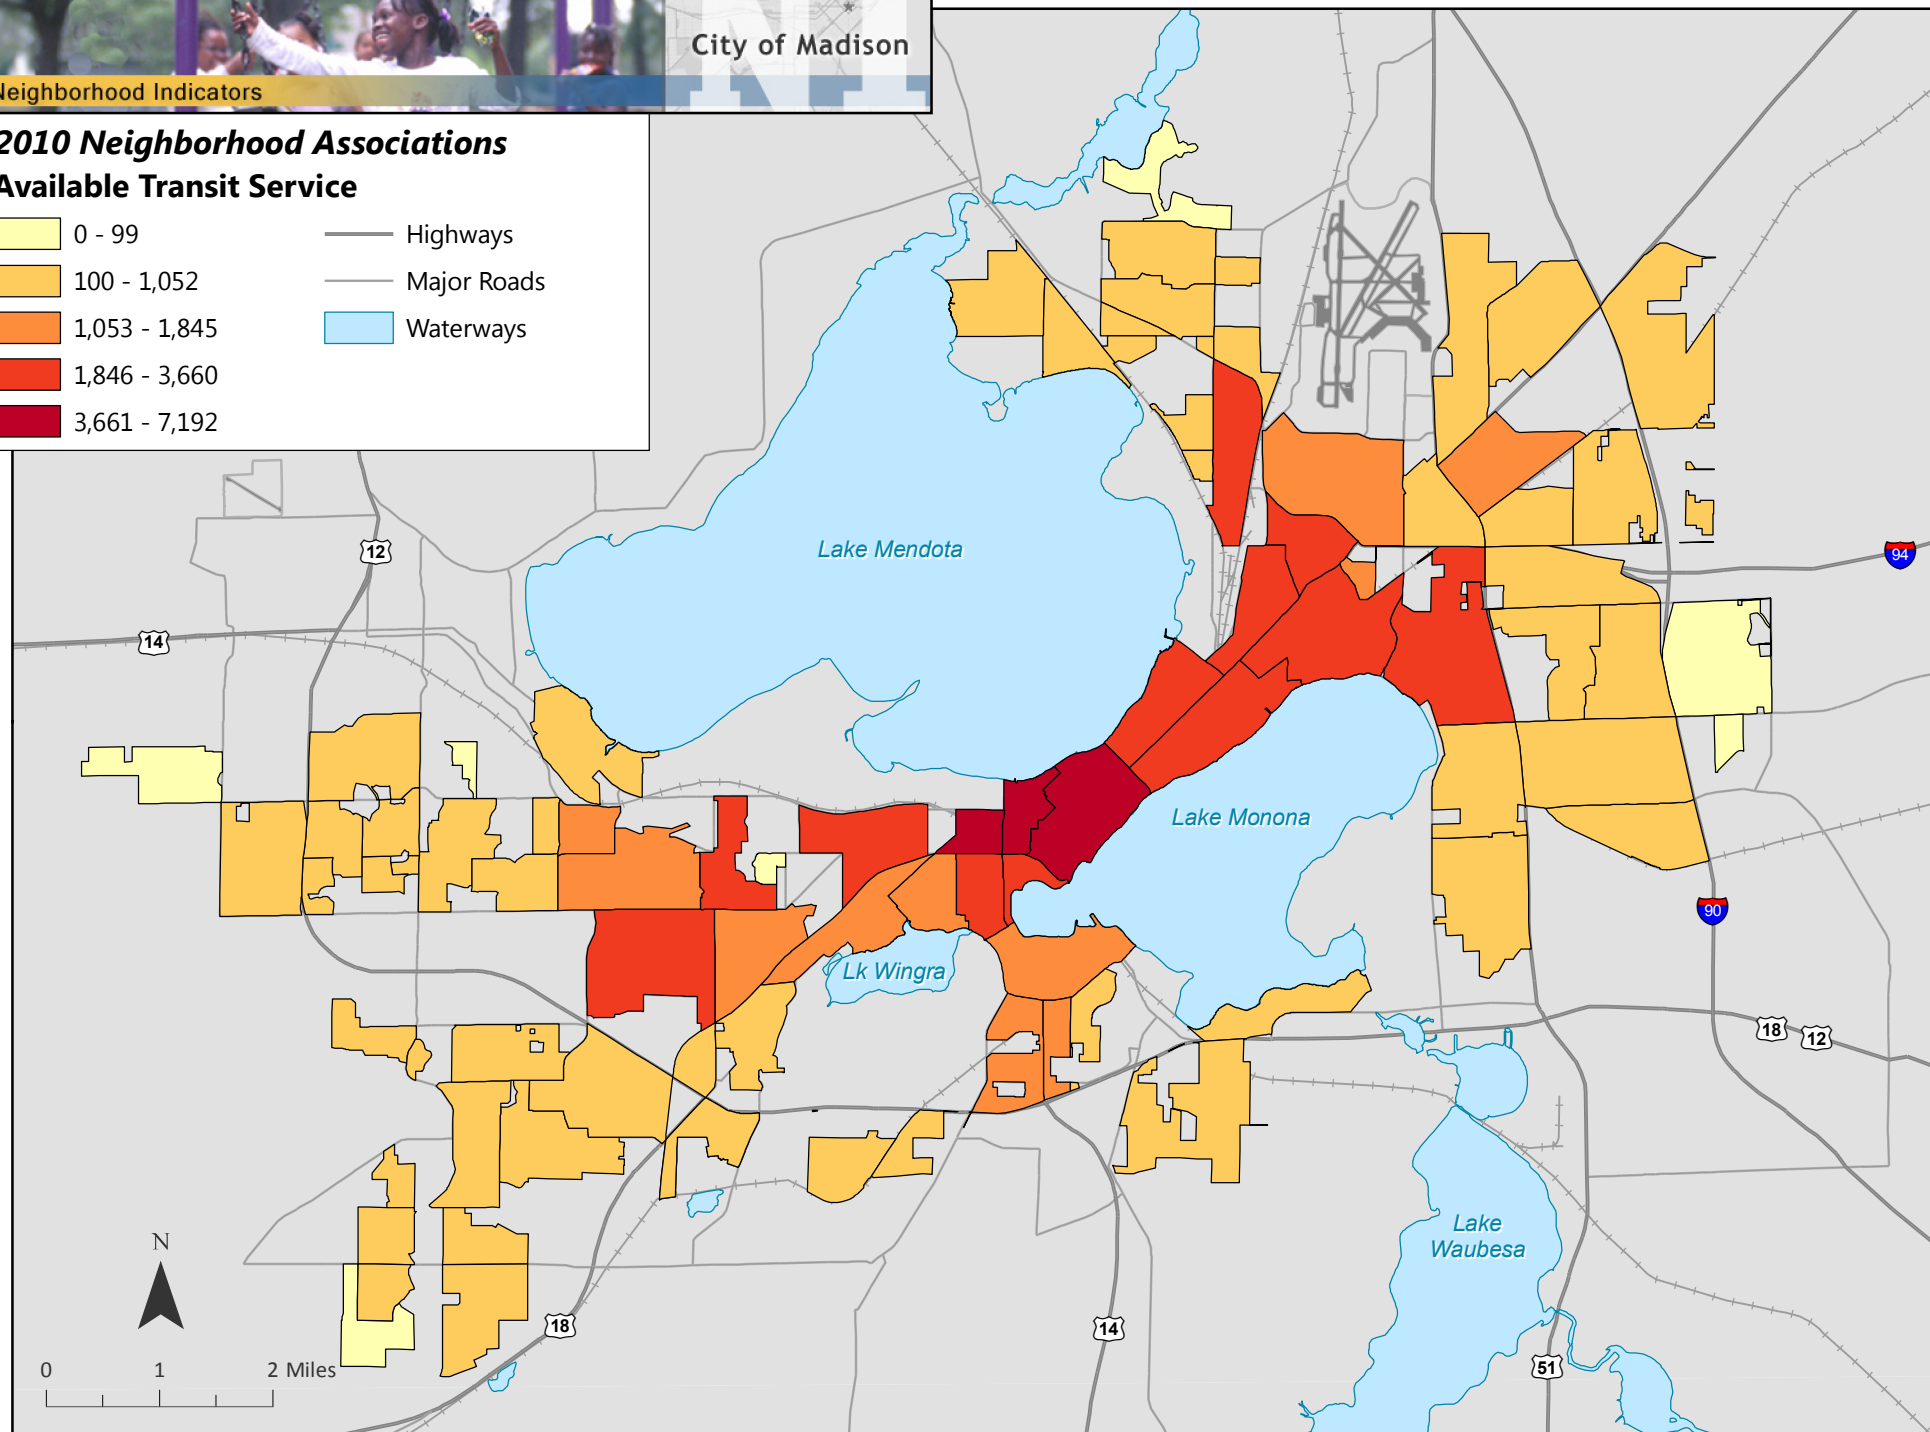 City of Madison
Neighborhood Indicators
2010 Neighborhood Associations
Available Transit Service
0 - 99
100 - 1,052
1,053 - 1,845
1,846 - 3,660
3,661 - 7,192
Highways
Major Roads
Waterways
Lake Mendota
12
94
14
Lake Monona
90
Lk Wingra
18
12
Lake
Waubesa
N
18
14
51
0 1 2 Miles